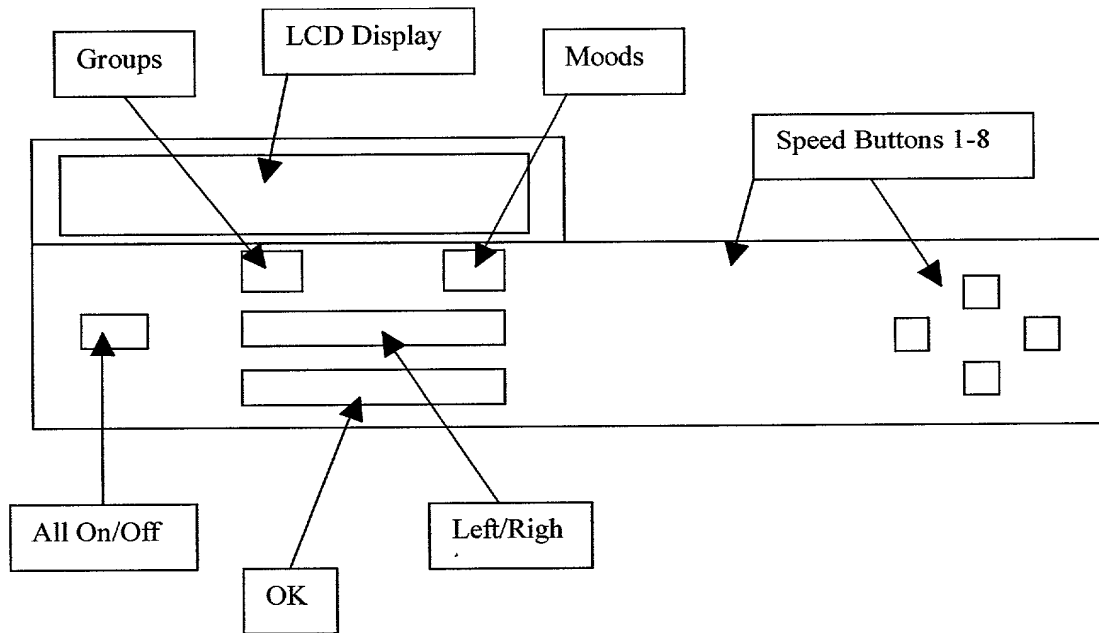 LCD Display
Groups
Moods
Speed Buttons 1-8
All On/Off
Left/Righ
OK